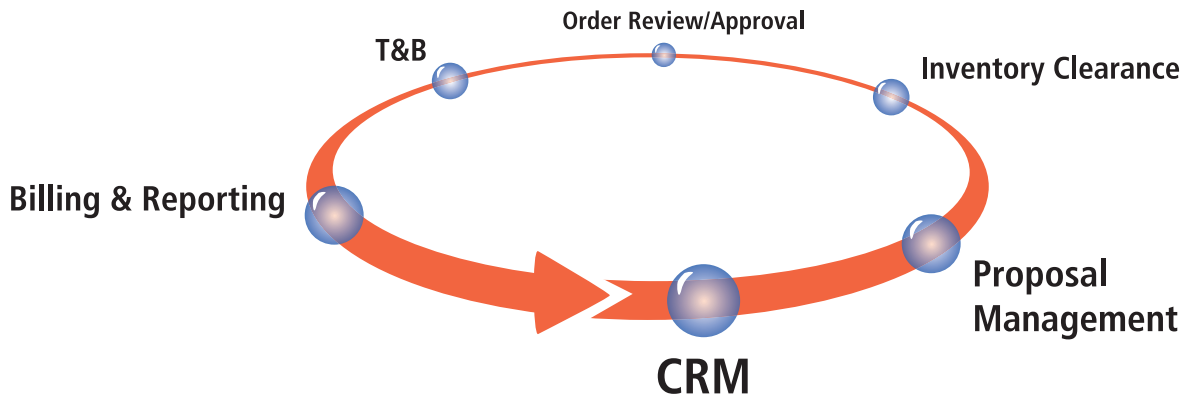 Order Review/Approval
T&B
Inventory Clearance
Billing & Reporting
Proposal
Management
CRM